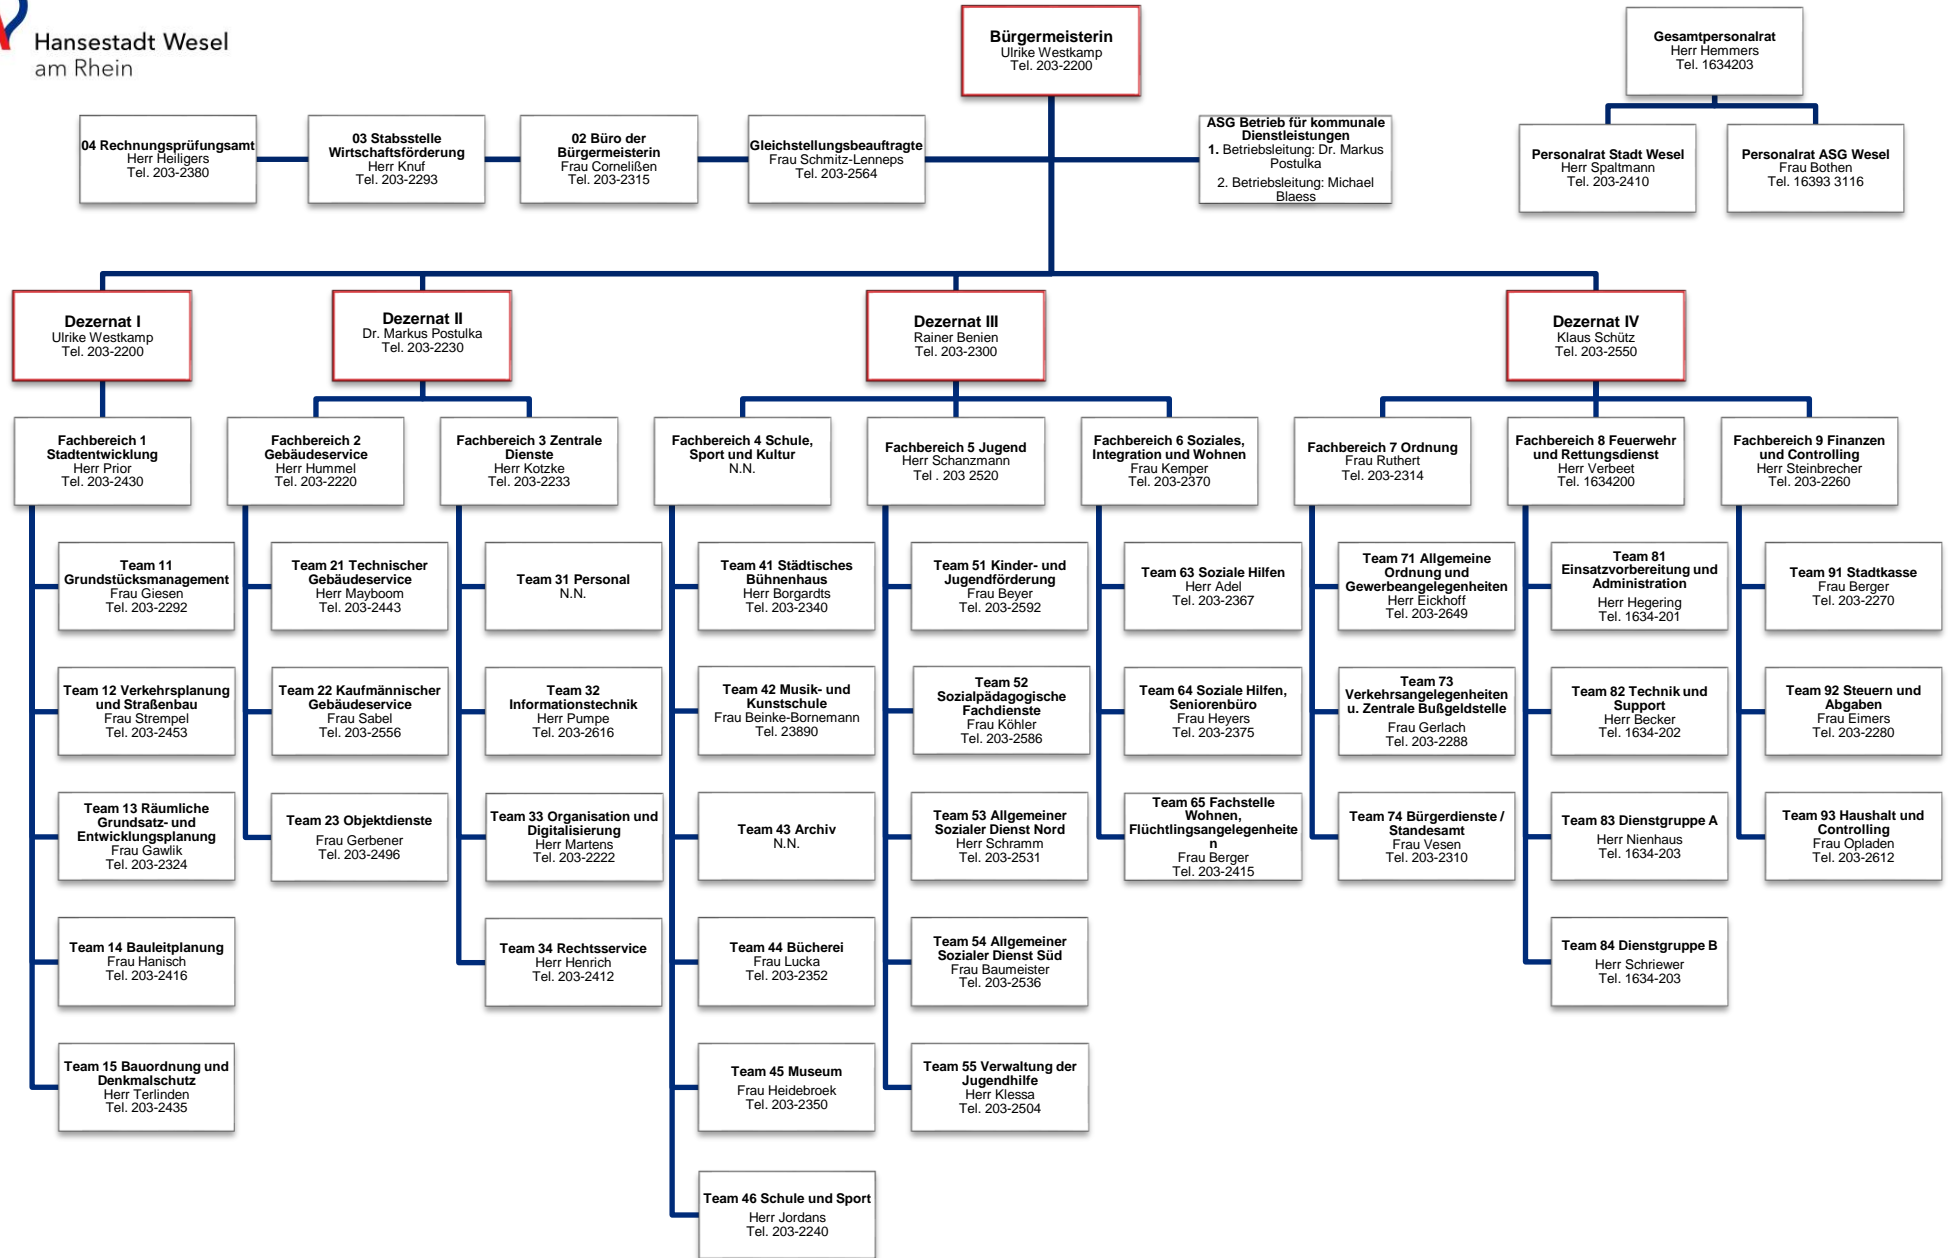 Hansestadt Wesel
am Rhein
Bürgermeisterin
Ulrike Westkamp
Tel. 203-2200
Gesamtpersonalrat
Herr Hemmers
Tel. 1634203
04 Rechnungsprüfungsamt
Herr Heiligers
Tel. 203-2380
03 Stabsstelle
Wirtschaftsförderung
Herr Knuf
Tel. 203-2293
02 Büro der
Bürgermeisterin
Frau Cornelißen
Tel. 203-2315
Gleichstellungsbeauftragte
Frau Schmitz-Lenneps
Tel. 203-2564
ASG Betrieb für kommunale
Dienstleistungen
1. Betriebsleitung: Dr. Markus
Postulka
2. Betriebsleitung: Michael
Blaess
Personalrat Stadt Wesel
Herr Spaltmann
Tel. 203-2410
Personalrat ASG Wesel
Frau Bothen
Tel. 16393 3116
Dezernat I
Ulrike Westkamp
Tel. 203-2200
Dezernat II
Dr. Markus Postulka
Tel. 203-2230
Dezernat III
Rainer Benien
Tel. 203-2300
Dezernat IV
Klaus Schütz
Tel. 203-2550
Fachbereich 1
Stadtentwicklung
Herr Prior
Tel. 203-2430
Fachbereich 2
Gebäudeservice
Herr Hummel
Tel. 203-2220
Fachbereich 3 Zentrale
Dienste
Herr Kotzke
Tel. 203-2233
Fachbereich 4 Schule,
Sport und Kultur
N.N.
Fachbereich 5 Jugend
Herr Schanzmann
Tel . 203 2520
Fachbereich 6 Soziales,
Integration und Wohnen
Frau Kemper
Tel. 203-2370
Fachbereich 7 Ordnung
Frau Ruthert
Tel. 203-2314
Fachbereich 8 Feuerwehr
und Rettungsdienst
Herr Verbeet
Tel. 1634200
Fachbereich 9 Finanzen
und Controlling
Herr Steinbrecher
Tel. 203-2260
Team 11
Grundstücksmanagement
Frau Giesen
Tel. 203-2292
Team 21 Technischer
Gebäudeservice
Herr Mayboom
Tel. 203-2443
Team 31 Personal
N.N.
Team 41 Städtisches
Bühnenhaus
Herr Borgardts
Tel. 203-2340
Team 51 Kinder- und
Jugendförderung
Frau Beyer
Tel. 203-2592
Team 63 Soziale Hilfen
Herr Adel
Tel. 203-2367
Team 71 Allgemeine
Ordnung und
Gewerbeangelegenheiten
Herr Eickhoff
Tel. 203-2649
Team 81
Einsatzvorbereitung und
Administration
Herr Hegering
Tel. 1634-201
Team 91 Stadtkasse
Frau Berger
Tel. 203-2270
Team 12 Verkehrsplanung
und Straßenbau
Frau Strempel
Tel. 203-2453
Team 22 Kaufmännischer
Gebäudeservice
Frau Sabel
Tel. 203-2556
Team 32
Informationstechnik
Herr Pumpe
Tel. 203-2616
Team 42 Musik- und
Kunstschule
Frau Beinke-Bornemann
Tel. 23890
Team 52
Sozialpädagogische
Fachdienste
Frau Köhler
Tel. 203-2586
Team 64 Soziale Hilfen,
Seniorenbüro
Frau Heyers
Tel. 203-2375
Team 73
Verkehrsangelegenheiten
u. Zentrale Bußgeldstelle
Frau Gerlach
Tel. 203-2288
Team 82 Technik und
Support
Herr Becker
Tel. 1634-202
Team 92 Steuern und
Abgaben
Frau Eimers
Tel. 203-2280
Team 13 Räumliche
Grundsatz- und
Entwicklungsplanung
Frau Gawlik
Tel. 203-2324
Team 23 Objektdienste
Frau Gerbener
Tel. 203-2496
Team 33 Organisation und
Digitalisierung
Herr Martens
Tel. 203-2222
Team 43 Archiv
N.N.
Team 53 Allgemeiner
Sozialer Dienst Nord
Herr Schramm
Tel. 203-2531
Team 65 Fachstelle
Wohnen,
Flüchtlingsangelegenheite
n
Frau Berger
Tel. 203-2415
Team 74 Bürgerdienste /
Standesamt
Frau Vesen
Tel. 203-2310
Team 83 Dienstgruppe A
Herr Nienhaus
Tel. 1634-203
Team 93 Haushalt und
Controlling
Frau Opladen
Tel. 203-2612
Team 14 Bauleitplanung
Frau Hanisch
Tel. 203-2416
Team 34 Rechtsservice
Herr Henrich
Tel. 203-2412
Team 44 Bücherei
Frau Lucka
Tel. 203-2352
Team 54 Allgemeiner
Sozialer Dienst Süd
Frau Baumeister
Tel. 203-2536
Team 84 Dienstgruppe B
Herr Schriewer
Tel. 1634-203
Team 15 Bauordnung und
Denkmalschutz
Herr Terlinden
Tel. 203-2435
Team 45 Museum
Frau Heidebroek
Tel. 203-2350
Team 55 Verwaltung der
Jugendhilfe
Herr Klessa
Tel. 203-2504
Team 46 Schule und Sport
Herr Jordans
Tel. 203-2240